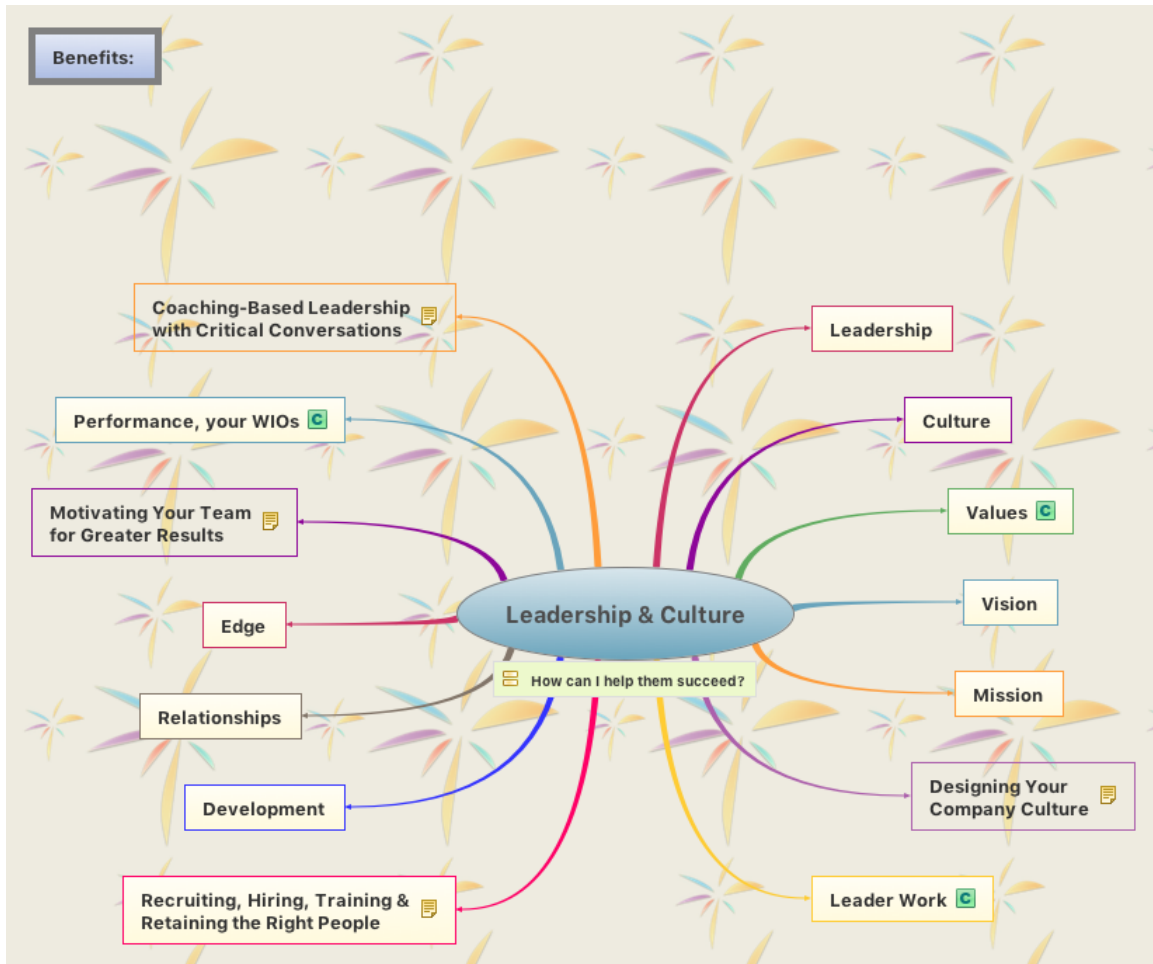 Benefits:
Coaching-Based Leadership
with Critical Conversations
Performance, your WIOs C
Motivating Your Team
for Greater Results
Edge
Relationships
Development
Recruiting, Hiring, Training &
Retaining the Right People
Leadership & Culture
How can I help them succeed?
Leadership
Culture
Values C
Vision
Mission
Designing Your
Company Culture
Leader Work C